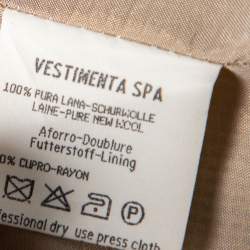 VESTIMENTA SPA
100% PURA LANA-SCHURWOLLE
LAINE-PURE NEW WOOL
Aforro-Doublure
Futterstoff-Lining
0% CUPRO-RAYON
P
fessional dry use press cloth